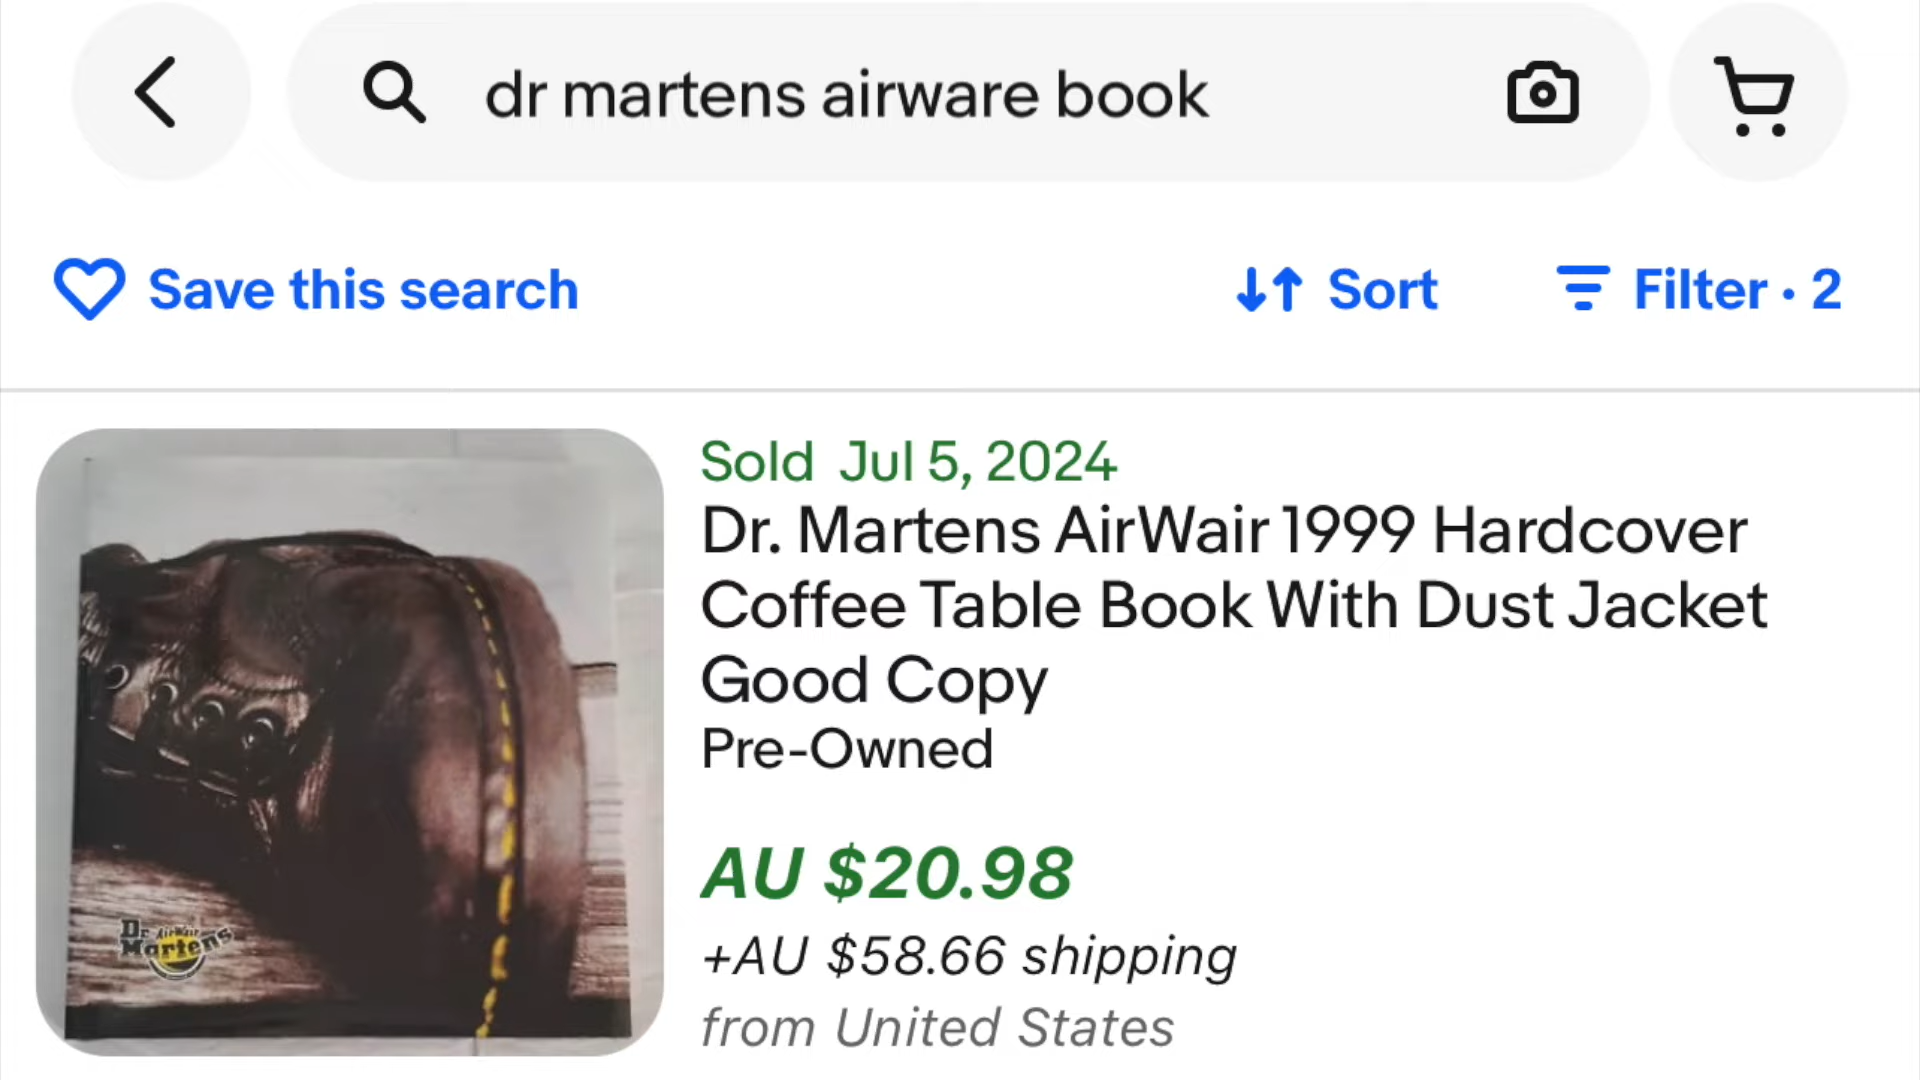 dr martens airware book
Save this search
Sort
Filter • 2
Sold Jul 5, 2024
Dr. Martens AirWair 1999 Hardcover
Coffee Table Book With Dust Jacket
Good Copy
Pre-Owned
AU $20.98
+AU $58.66 shipping
from United States
Dr. AirWair
Martens